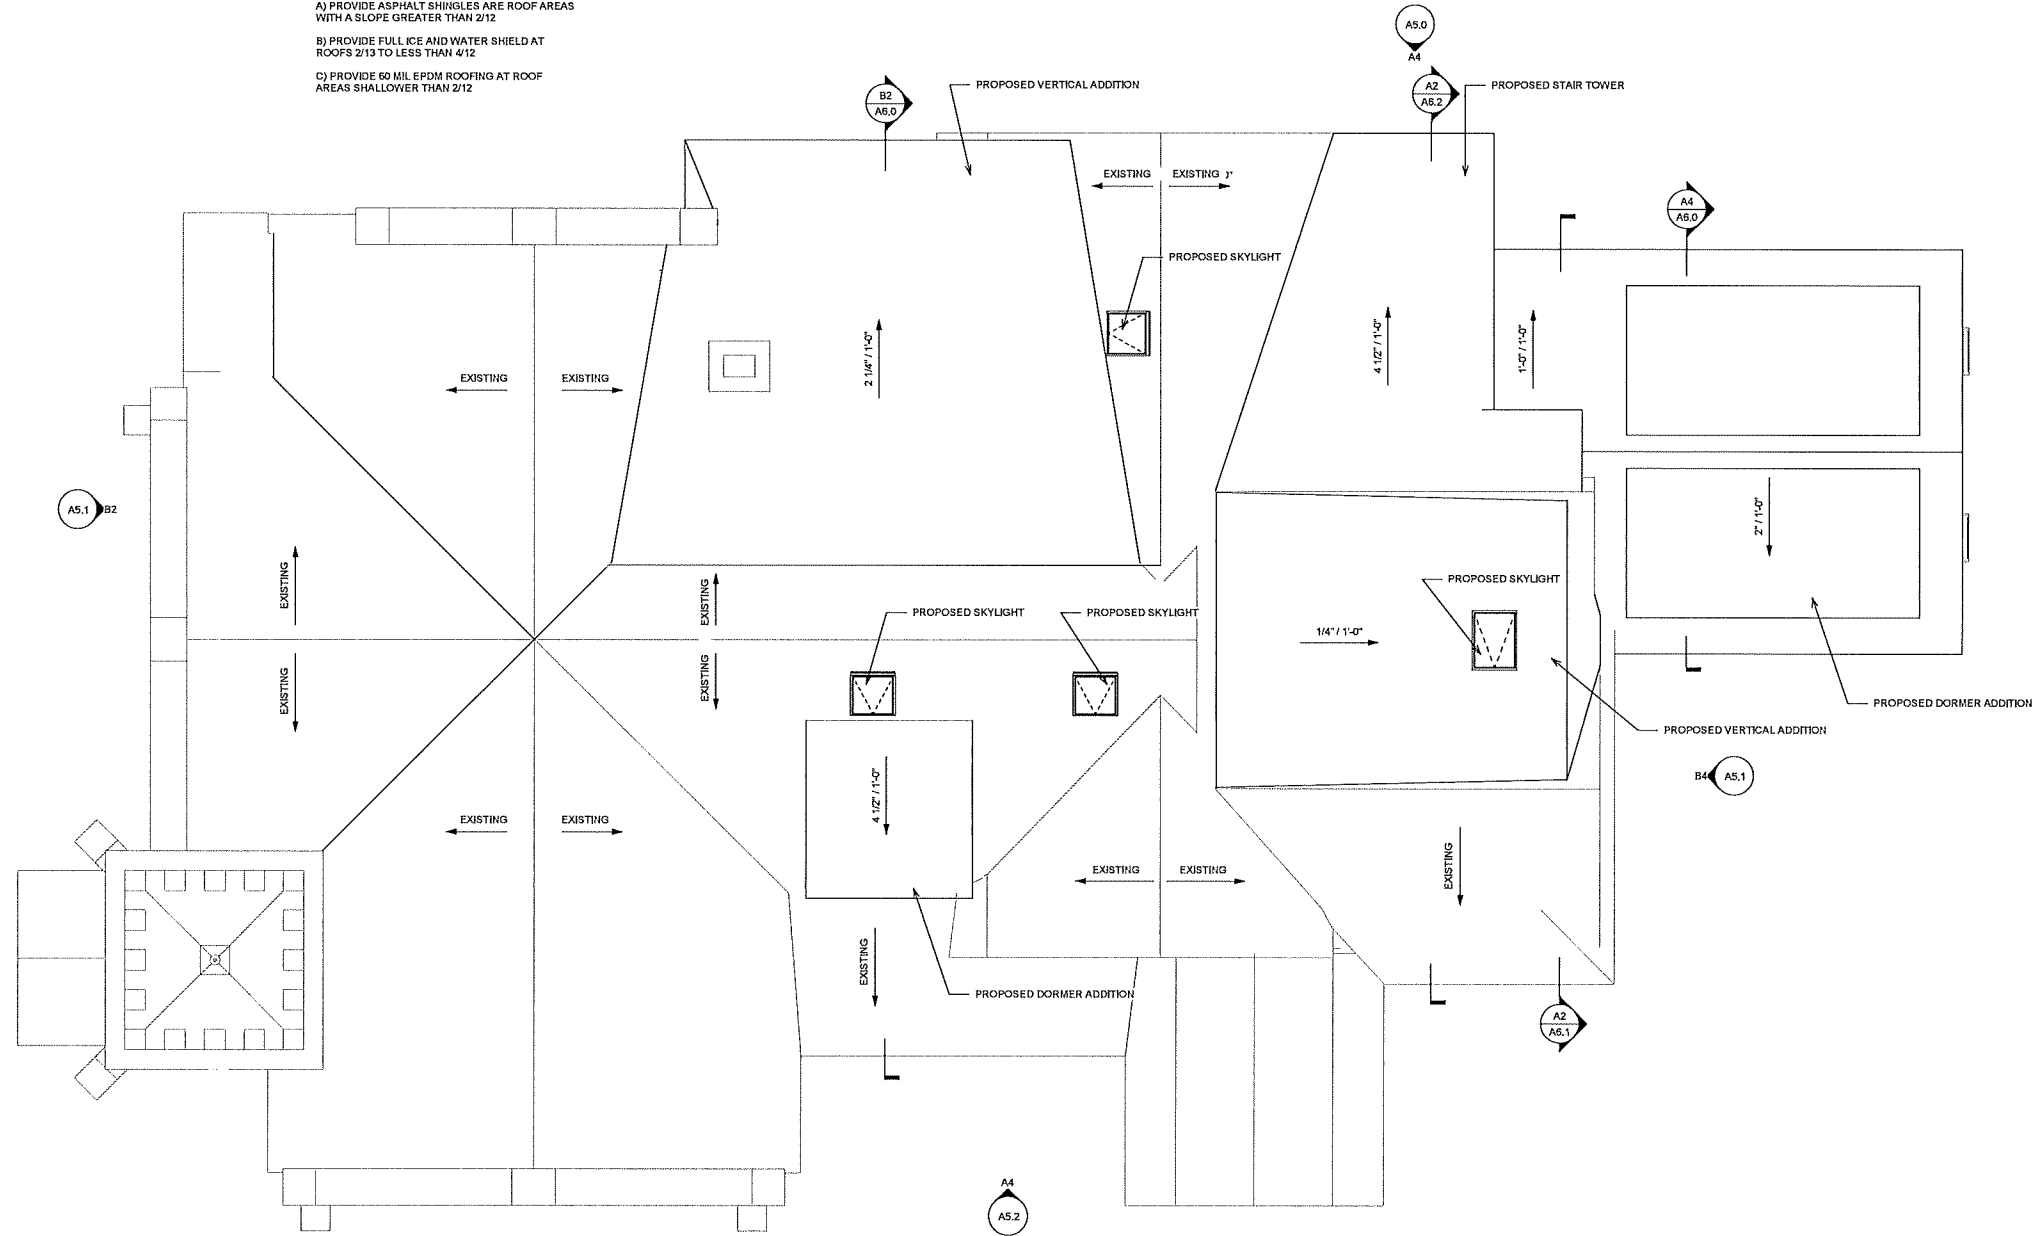 A) PROVIDE ASPHALT SHINGLES ARE ROOF AREAS
WITH A SLOPE GREATER THAN 2/12
B) PROVIDE FULL ICE AND WATER SHIELD AT
ROOFS 2/13 TO LESS THAN 4/12
C) PROVIDE 60 MIL EPDM ROOFING AT ROOF
AREAS SHALLOWER THAN 2/12
A5.0
A4
B2
A6.0
PROPOSED VERTICAL ADDITION
A2
A6.2
PROPOSED STAIR TOWER
EXISTING
EXISTING
A4
A6.0
PROPOSED SKYLIGHT
2 1/4" / 1'-0"
4 1/2" / 1'-0"
1'-0" / 1'-0"
EXISTING
EXISTING
A5.1
B2
2" / 1'-0"
EXISTING
EXISTING
PROPOSED SKYLIGHT
PROPOSED SKYLIGHT
PROPOSED SKYLIGHT
1/4" / 1'-0"
EXISTING
EXISTING
PROPOSED DORMER ADDITION
PROPOSED VERTICAL ADDITION
B4
A5.1
4 1/2" / 1'-0"
EXISTING
EXISTING
EXISTING
EXISTING
EXISTING
EXISTING
PROPOSED DORMER ADDITION
A2
A6.1
A4
A5.2